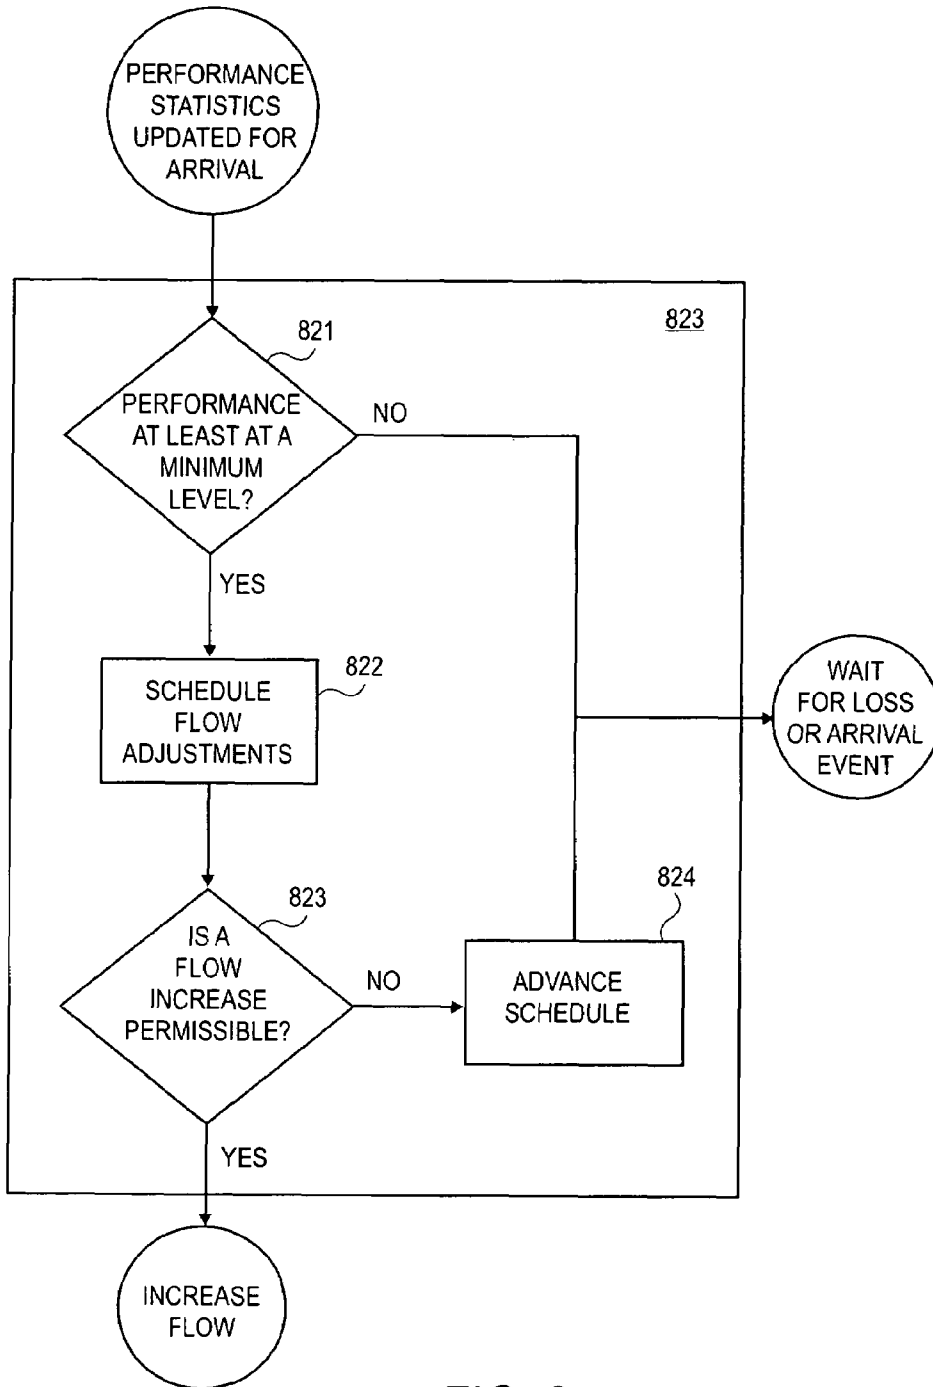 PERFORMANCE
STATISTICS
UPDATED FOR
ARRIVAL
823
821
PERFORMANCE
AT LEAST AT A
MINIMUM
LEVEL?
NO
YES
822
SCHEDULE
FLOW
ADJUSTMENTS
WAIT
FOR LOSS
OR ARRIVAL
EVENT
823
IS A
FLOW
INCREASE
PERMISSIBLE?
NO
824
ADVANCE
SCHEDULE
YES
INCREASE
FLOW